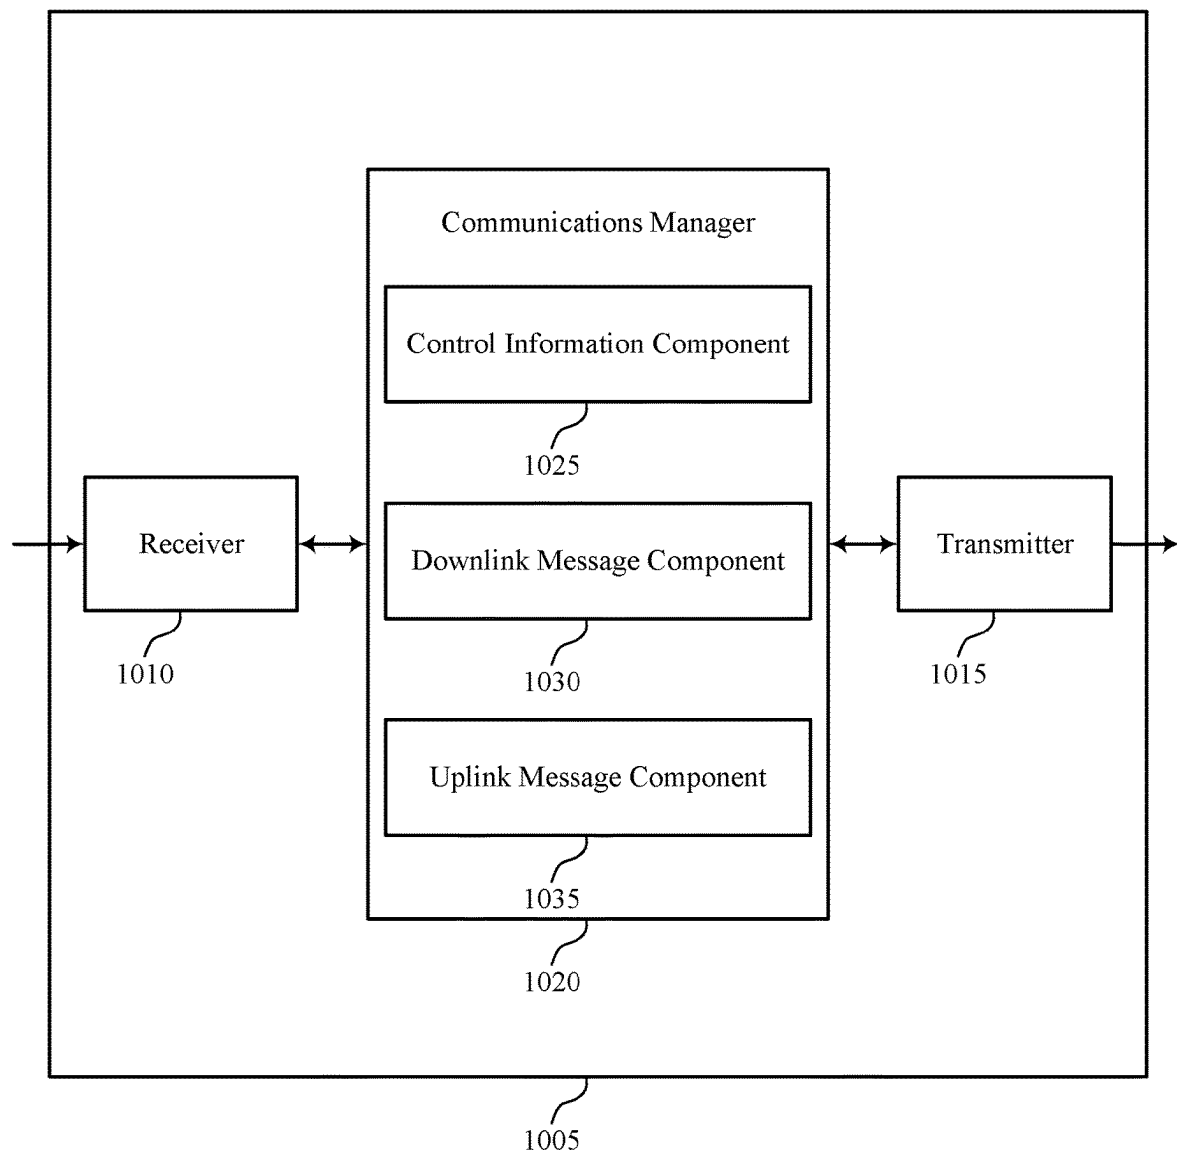 Communications Manager
Control Information Component
1025
Receiver
1010
Downlink Message Component
1030
Transmitter
1015
Uplink Message Component
1035
1020
1005